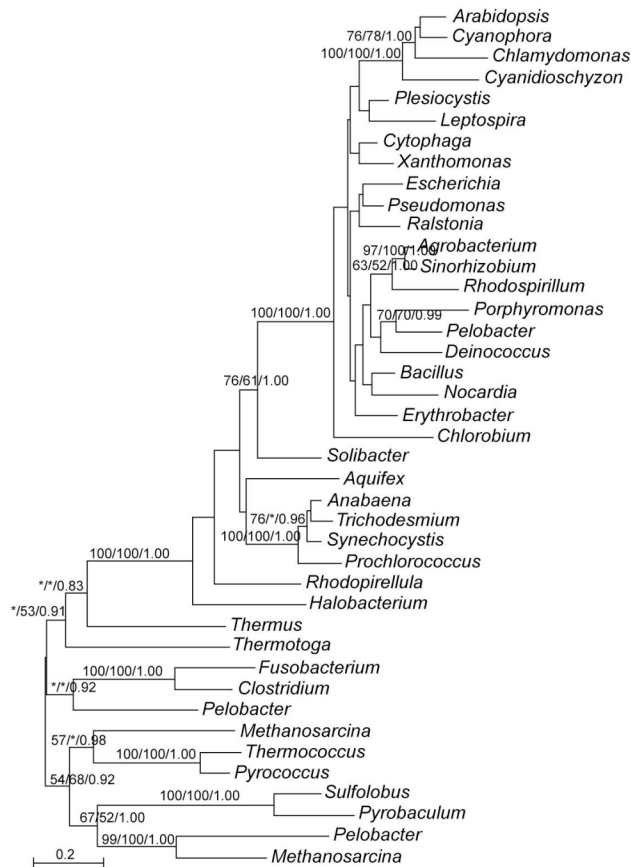 Arabidopsis
76/78/1.00 Cyanophora
100/100/1.00 Chlamydomonas
Cyanidioschyzon
Plesiocystis
Leptospira
Cytophaga
Xanthomonas
Escherichia
Pseudomonas
Ralstonia
97/100/1.00 Agrobacterium
63/52/1.00 Sinorhizobium
Rhodospirillum
70/70/0.99 Porphyromonas
100/100/1.00 Pelobacter
Deinococcus
76/61/1.00 Bacillus
Nocardia
Erythrobacter
Chlorobium
Solibacter
Aquifex
Anabaena
76/*/0.96 Trichodesmium
100/100/1.00 Synechocystis
100/100/1.00 Prochlorococcus
*/*/0.83 Rhodopirellula
Halobacterium
*/53/0.91 Thermus
Thermotoga
100/100/1.00 Fusobacterium
*/*/0.92 Clostridium
Pelobacter
57/*/0.98 Methanosarcina
100/100/1.00 Thermococcus
Pyrococcus
54/68/0.92
100/100/1.00 Sulfolobus
67/52/1.00 Pyrobaculum
99/100/1.00 Pelobacter
0.2 Methanosarcina